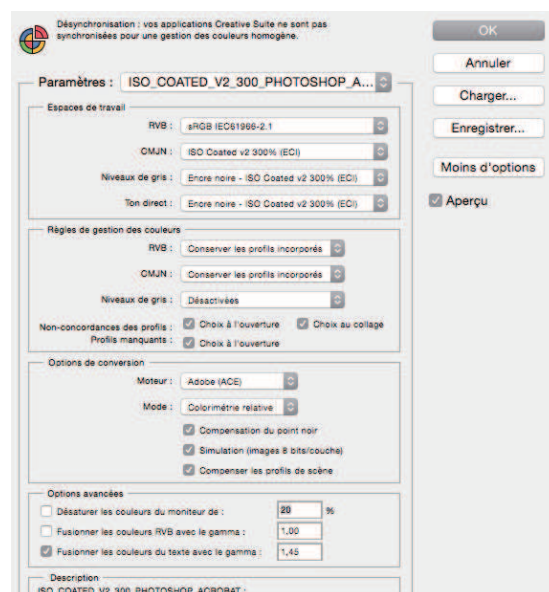 Désynchronisation : vos applications Creative Suite ne sont pas
synchronisées pour une gestion des couleurs homogène.
OK
Annuler
Charger...
Enregistrer...
Moins d'options
Aperçu
Paramètres : ISO_COATED_V2_300_PHOTOSHOP_A...
Espaces de travail
RVB : sRGB IEC61966-2.1
CMJN : ISO Coated v2 300% (ECI)
Niveaux de gris : Encre noire - ISO Coated v2 300% (ECI)
Ton direct : Encre noire - ISO Coated v2 300% (ECI)
Règles de gestion des couleurs
RVB : Conserver les profils incorporés
CMJN : Conserver les profils incorporés
Niveaux de gris : Désactivées
Non-concordances des profils : Choix à l'ouverture Choix au collage
Profils manquants : Choix à l'ouverture
Options de conversion
Moteur : Adobe (ACE)
Mode : Colorimétrie relative
Compensation du point noir
Simulation (images 8 bits/couche)
Compenser les profils de scène
Options avancées
Désaturer les couleurs du moniteur de : 20 %
Fusionner les couleurs RVB avec le gamma : 1,00
Fusionner les couleurs du texte avec le gamma : 1,45
Description
ISO_COATED_V2_300_PHOTOSHOP_ACROBAT :